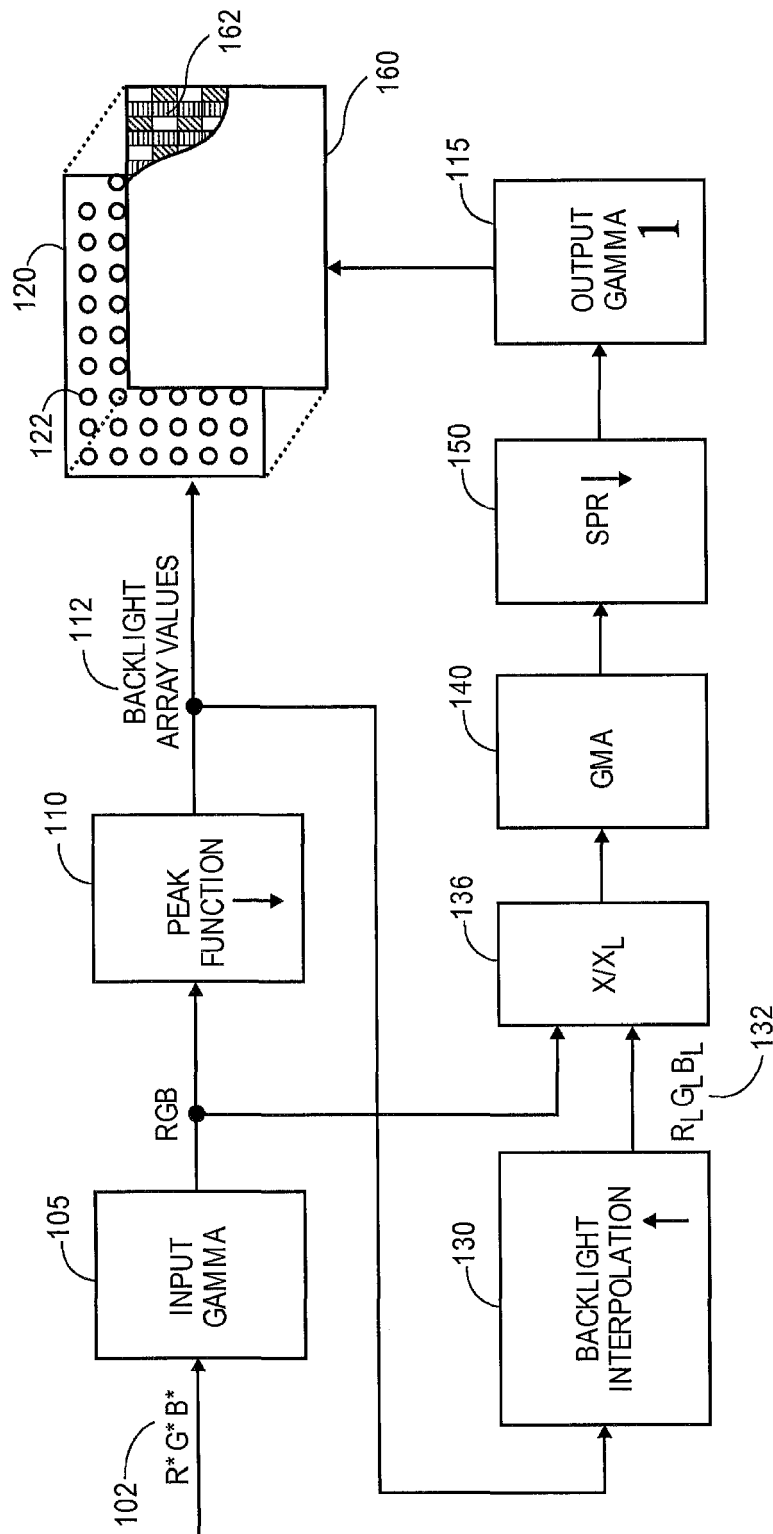 102
R* G* B*
105
INPUT
GAMMA
RGB
110
PEAK
FUNCTION
112
BACKLIGHT
ARRAY VALUES
120
122
162
160
130
BACKLIGHT
INTERPOLATION
R_L G_L B_L
132
136
X/X_L
140
GMA
150
SPR
115
OUTPUT
GAMMA
1